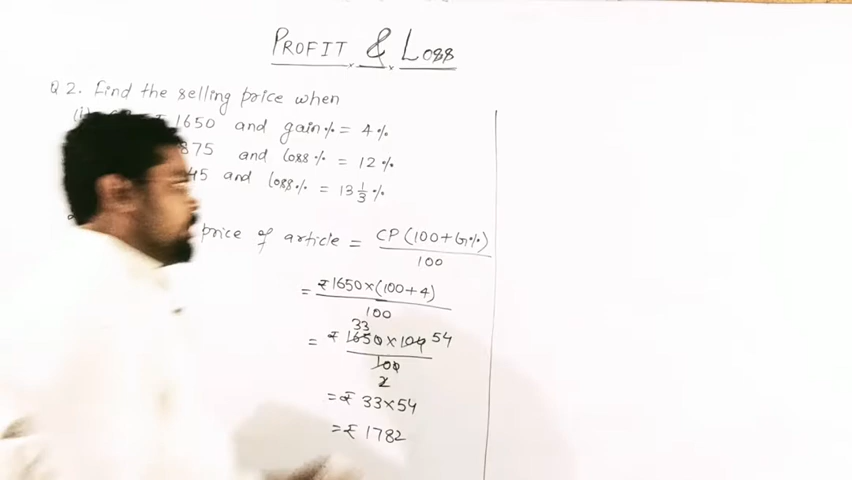 PROFIT & LOSS
Q 2. Find the selling price when
(i) ₹ 1650 and gain% = 4%
875 and loss% = 12%
45 and loss% = 13 1/3 %
price of article = CP (100+G%) / 100
= ₹1650×(100+4) / 100
33
= ₹ 1650×104 54
100
2
= ₹ 33×54
= ₹ 1782